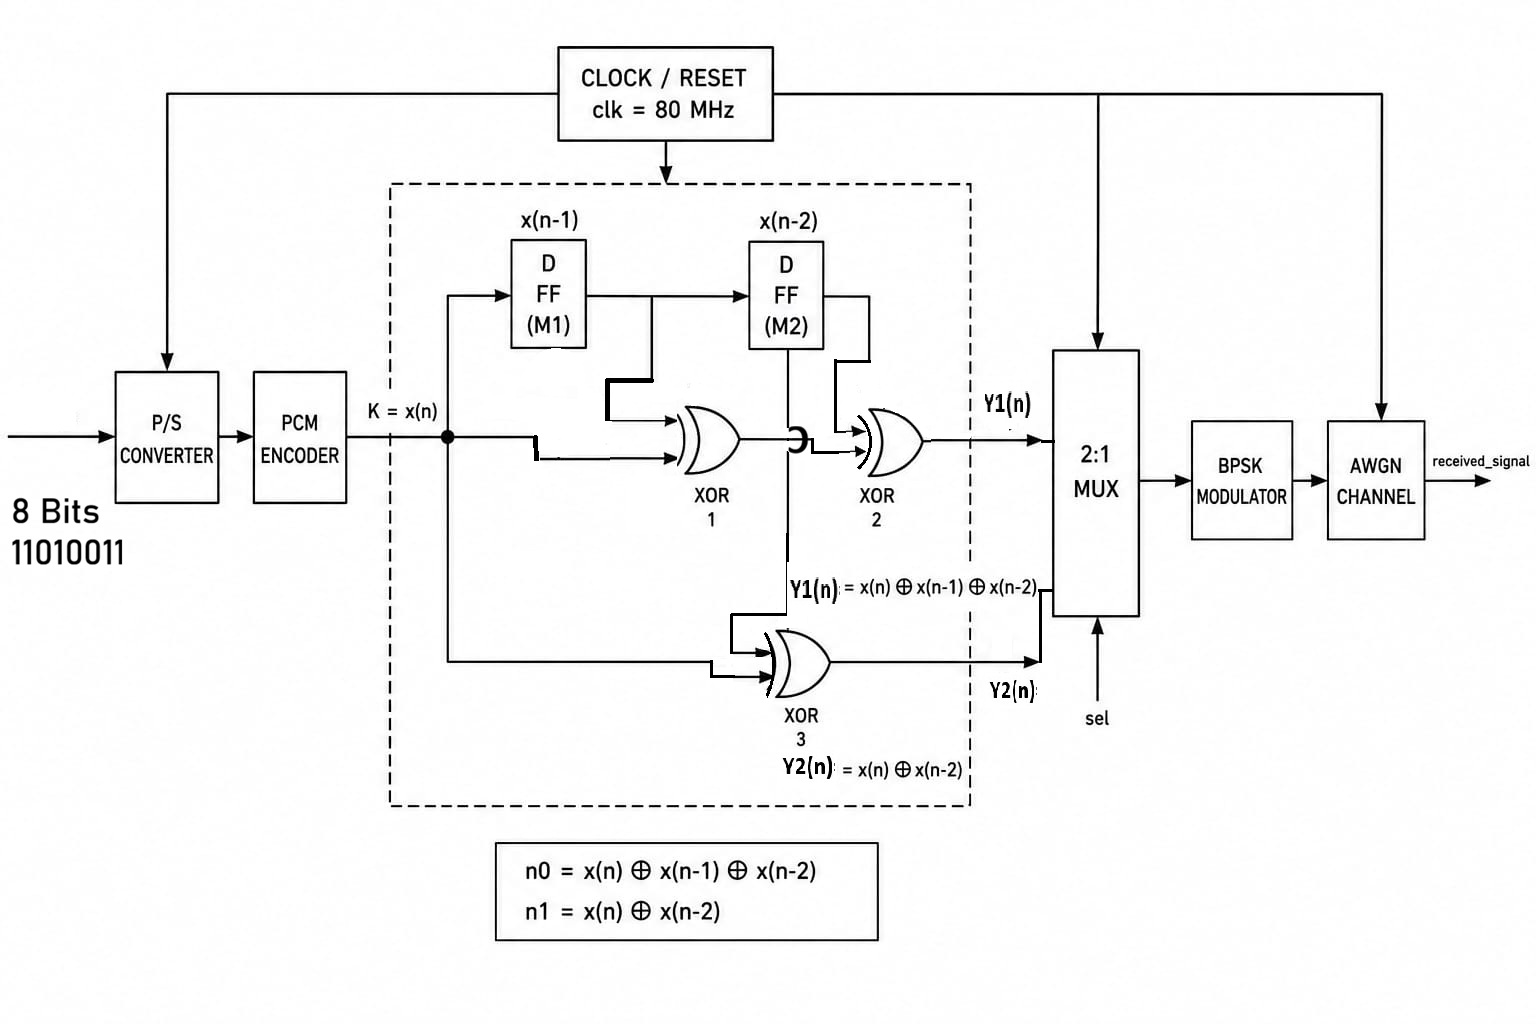 CLOCK / RESET
clk = 80 MHz
x(n-1)
D
FF
(M1)
x(n-2)
D
FF
(M2)
P/S
CONVERTER
PCM
ENCODER
K = x(n)
8 Bits
11010011
XOR
1
XOR
2
Y1(n)
2:1
MUX
BPSK
MODULATOR
AWGN
CHANNEL
received_signal
Y1(n) = x(n) ⊕ x(n-1) ⊕ x(n-2)
XOR
3
Y2(n) = x(n) ⊕ x(n-2)
Y2(n)
sel
n0 = x(n) ⊕ x(n-1) ⊕ x(n-2)
n1 = x(n) ⊕ x(n-2)